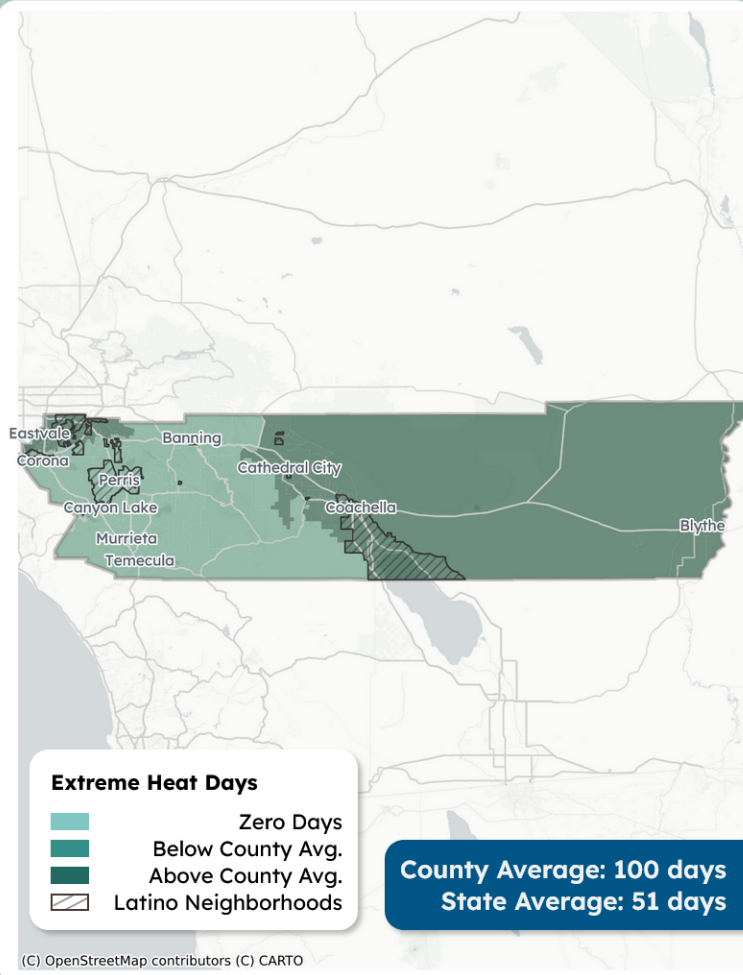 Eastvale
Banning
Corona
Cathedral City
Perris
Canyon Lake
Coachella
Blythe
Murrieta
Temecula
Extreme Heat Days
Zero Days
Below County Avg.
Above County Avg.
Latino Neighborhoods
County Average: 100 days
State Average: 51 days
(C) OpenStreetMap contributors (C) CARTO